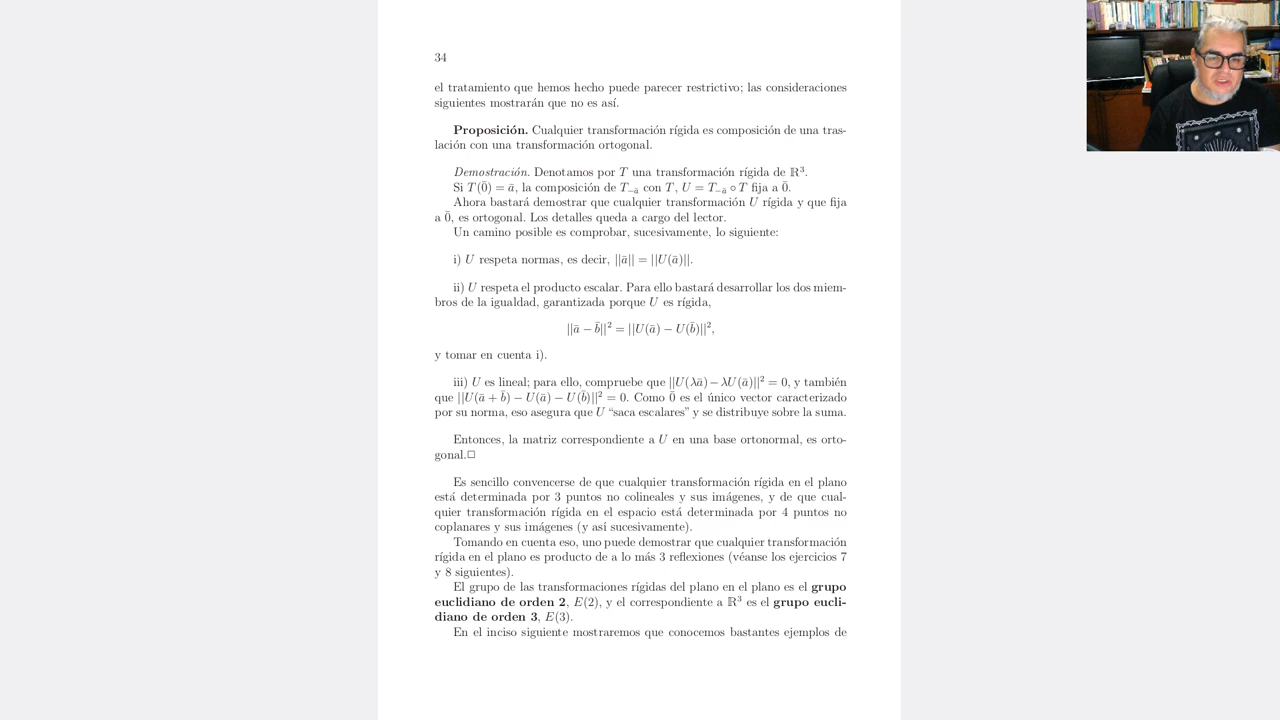 34
el tratamiento que hemos hecho puede parecer restrictivo; las consideraciones
siguientes mostrarán que no es así.
Proposición. Cualquier transformación rígida es composición de una tras-
lación con una transformación ortogonal.
Demostración. Denotamos por T una transformación rígida de ℝ³.
Si T(0̄) = ā, la composición de T₋ā con T, U = T₋ā ∘ T fija a 0̄.
Ahora bastará demostrar que cualquier transformación U rígida y que fija
a 0̄, es ortogonal. Los detalles queda a cargo del lector.
Un camino posible es comprobar, sucesivamente, lo siguiente:
i) U respeta normas, es decir, ||ā|| = ||U(ā)||.
ii) U respeta el producto escalar. Para ello bastará desarrollar los dos miem-
bros de la igualdad, garantizada porque U es rígida,
||ā − b̄||² = ||U(ā) − U(b̄)||²,
y tomar en cuenta i).
iii) U es lineal; para ello, compruebe que ||U(λā) − λU(ā)||² = 0, y también
que ||U(ā + b̄) − U(ā) − U(b̄)||² = 0. Como 0̄ es el único vector caracterizado
por su norma, eso asegura que U “saca escalares” y se distribuye sobre la suma.
Entonces, la matriz correspondiente a U en una base ortonormal, es orto-
gonal.□
Es sencillo convencerse de que cualquier transformación rígida en el plano
está determinada por 3 puntos no colineales y sus imágenes, y de que cual-
quier transformación rígida en el espacio está determinada por 4 puntos no
coplanares y sus imágenes (y así sucesivamente).
Tomando en cuenta eso, uno puede demostrar que cualquier transformación
rígida en el plano es producto de a lo más 3 reflexiones (véanse los ejercicios 7
y 8 siguientes).
El grupo de las transformaciones rígidas del plano en el plano es el grupo
euclidiano de orden 2, E(2), y el correspondiente a ℝ³ es el grupo eucli-
diano de orden 3, E(3).
En el inciso siguiente mostraremos que conocemos bastantes ejemplos de